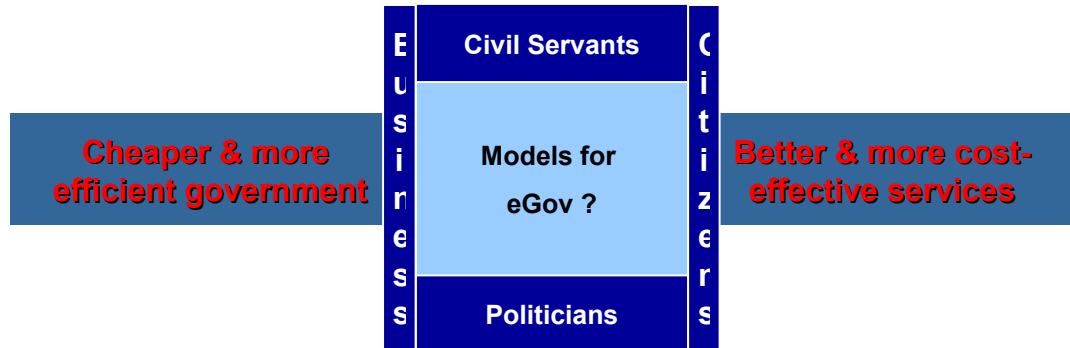 Business
Civil Servants
Citizens
Cheaper & more
efficient government
Models for
eGov ?
Better & more cost-
effective services
Politicians